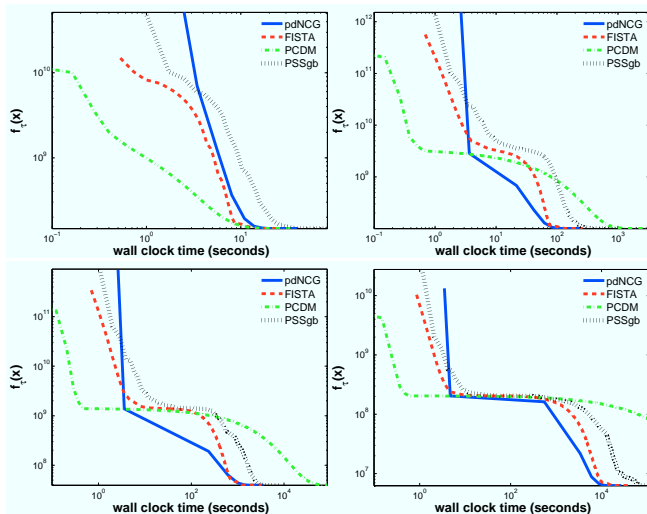 pdNCG
FISTA
PCDM
PSSgb
10^10
10^9
f_τ(x)
10^-1
10^0
10^1
wall clock time (seconds)
pdNCG
FISTA
PCDM
PSSgb
10^12
10^11
10^10
10^9
f_τ(x)
10^-1
10^0
10^1
10^2
10^3
wall clock time (seconds)
pdNCG
FISTA
PCDM
PSSgb
10^11
10^10
10^9
10^8
f_τ(x)
10^0
10^2
10^4
wall clock time (seconds)
pdNCG
FISTA
PCDM
PSSgb
10^10
10^9
10^8
10^7
f_τ(x)
10^0
10^2
10^4
wall clock time (seconds)